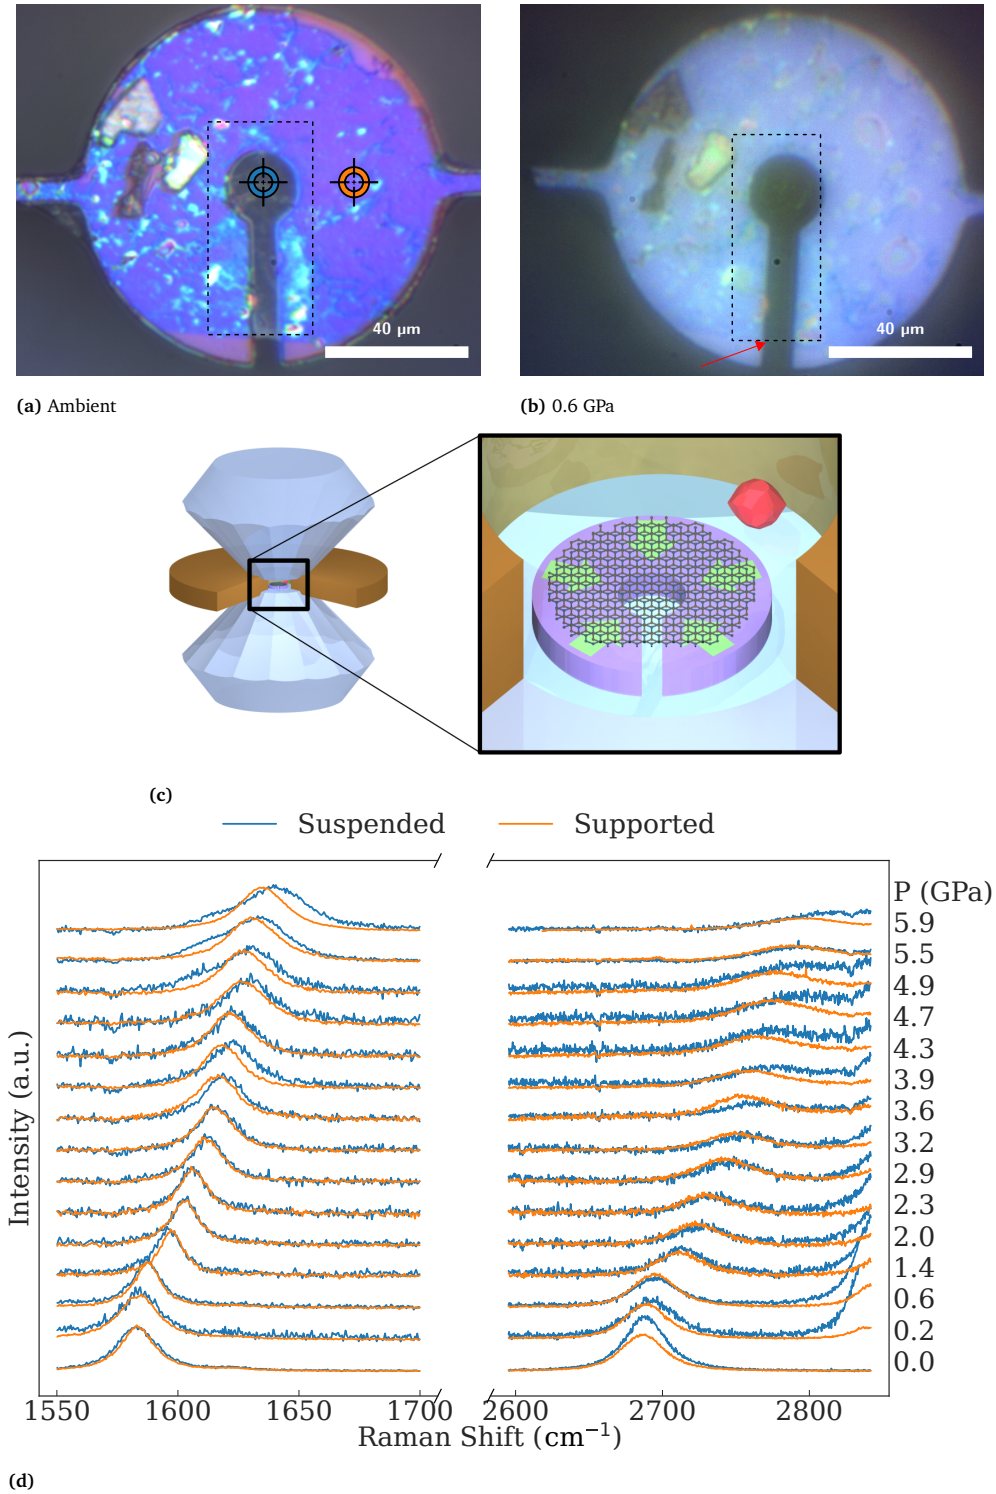 40 μm
40 μm
(a) Ambient
(b) 0.6 GPa
(c)
Suspended
Supported
P (GPa)
5.9
5.5
4.9
4.7
4.3
3.9
3.6
3.2
2.9
2.3
2.0
1.4
0.6
0.2
0.0
Intensity (a.u.)
1550 1600 1650 1700 2600 2700 2800
Raman Shift (cm⁻¹)
(d)